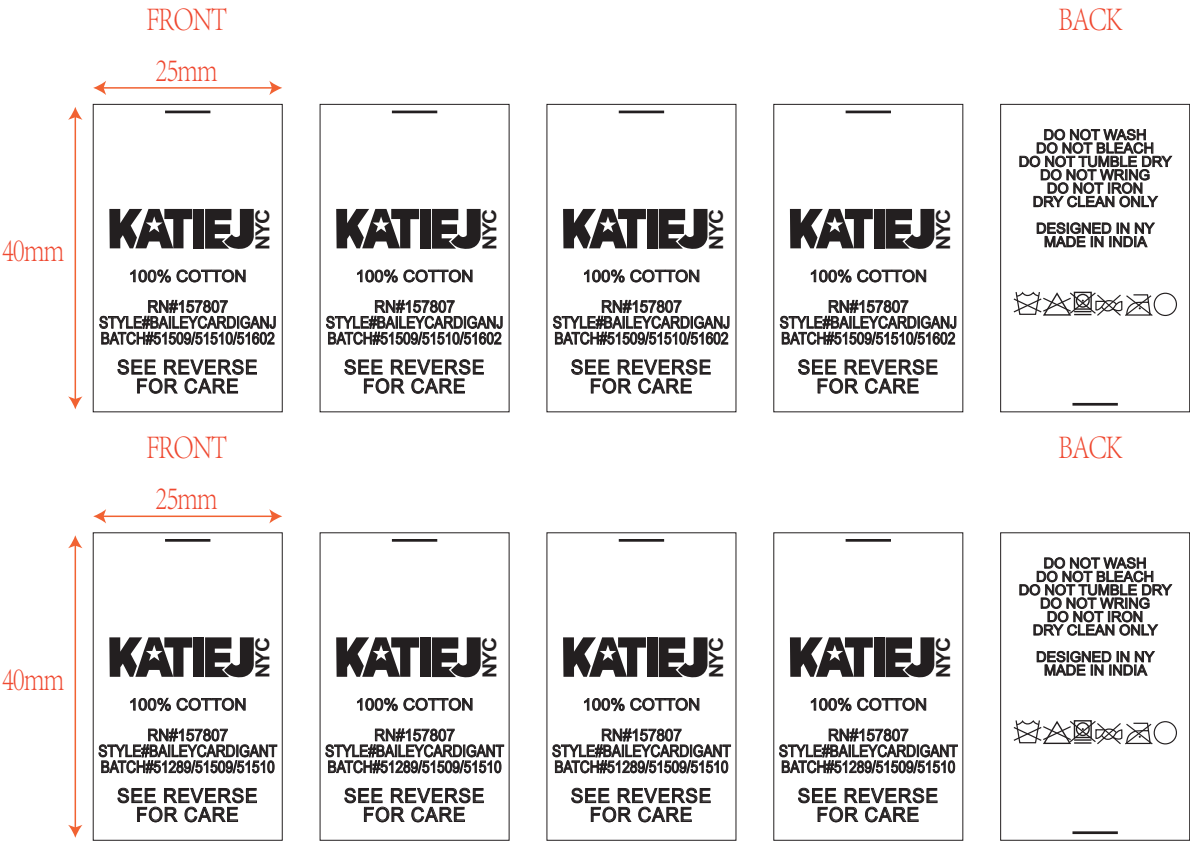 FRONT
BACK
25mm
40mm
KATIEJ NYC
100% COTTON
RN#157807
STYLE#BAILEYCARDIGANJ
BATCH#51509/51510/51602
SEE REVERSE
FOR CARE
KATIEJ NYC
100% COTTON
RN#157807
STYLE#BAILEYCARDIGANJ
BATCH#51509/51510/51602
SEE REVERSE
FOR CARE
KATIEJ NYC
100% COTTON
RN#157807
STYLE#BAILEYCARDIGANJ
BATCH#51509/51510/51602
SEE REVERSE
FOR CARE
KATIEJ NYC
100% COTTON
RN#157807
STYLE#BAILEYCARDIGANJ
BATCH#51509/51510/51602
SEE REVERSE
FOR CARE
DO NOT WASH
DO NOT BLEACH
DO NOT TUMBLE DRY
DO NOT WRING
DO NOT IRON
DRY CLEAN ONLY
DESIGNED IN NY
MADE IN INDIA
FRONT
BACK
25mm
40mm
KATIEJ NYC
100% COTTON
RN#157807
STYLE#BAILEYCARDIGANT
BATCH#51289/51509/51510
SEE REVERSE
FOR CARE
KATIEJ NYC
100% COTTON
RN#157807
STYLE#BAILEYCARDIGANT
BATCH#51289/51509/51510
SEE REVERSE
FOR CARE
KATIEJ NYC
100% COTTON
RN#157807
STYLE#BAILEYCARDIGANT
BATCH#51289/51509/51510
SEE REVERSE
FOR CARE
KATIEJ NYC
100% COTTON
RN#157807
STYLE#BAILEYCARDIGANT
BATCH#51289/51509/51510
SEE REVERSE
FOR CARE
DO NOT WASH
DO NOT BLEACH
DO NOT TUMBLE DRY
DO NOT WRING
DO NOT IRON
DRY CLEAN ONLY
DESIGNED IN NY
MADE IN INDIA